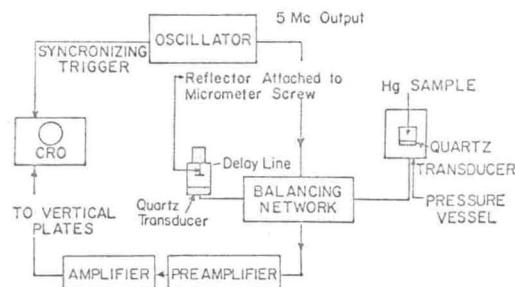 5 Mc Output
OSCILLATOR
SYNCRONIZING
TRIGGER
Reflector Attached to
Micrometer Screw
Hg SAMPLE
CRO
QUARTZ
TRANSDUCER
Delay Line
Quartz
Transducer
BALANCING
NETWORK
PRESSURE
VESSEL
TO VERTICAL
PLATES
AMPLIFIER
PREAMPLIFIER